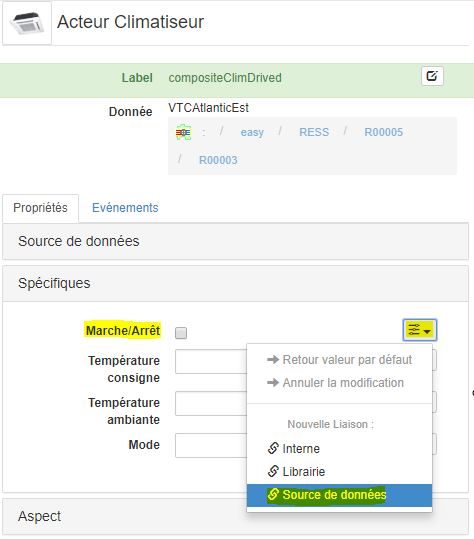 Acteur Climatiseur
Label compositeClimDrived
Donnée VTCAtlanticEst
: / easy / RESS / R00005
/ R00003
Propriétés Evénements
Source de données
Spécifiques
Marche/Arrêt
Température consigne
Température ambiante
Mode
Retour valeur par défaut
Annuler la modification
Nouvelle Liaison :
Interne
Librairie
Source de données
Aspect